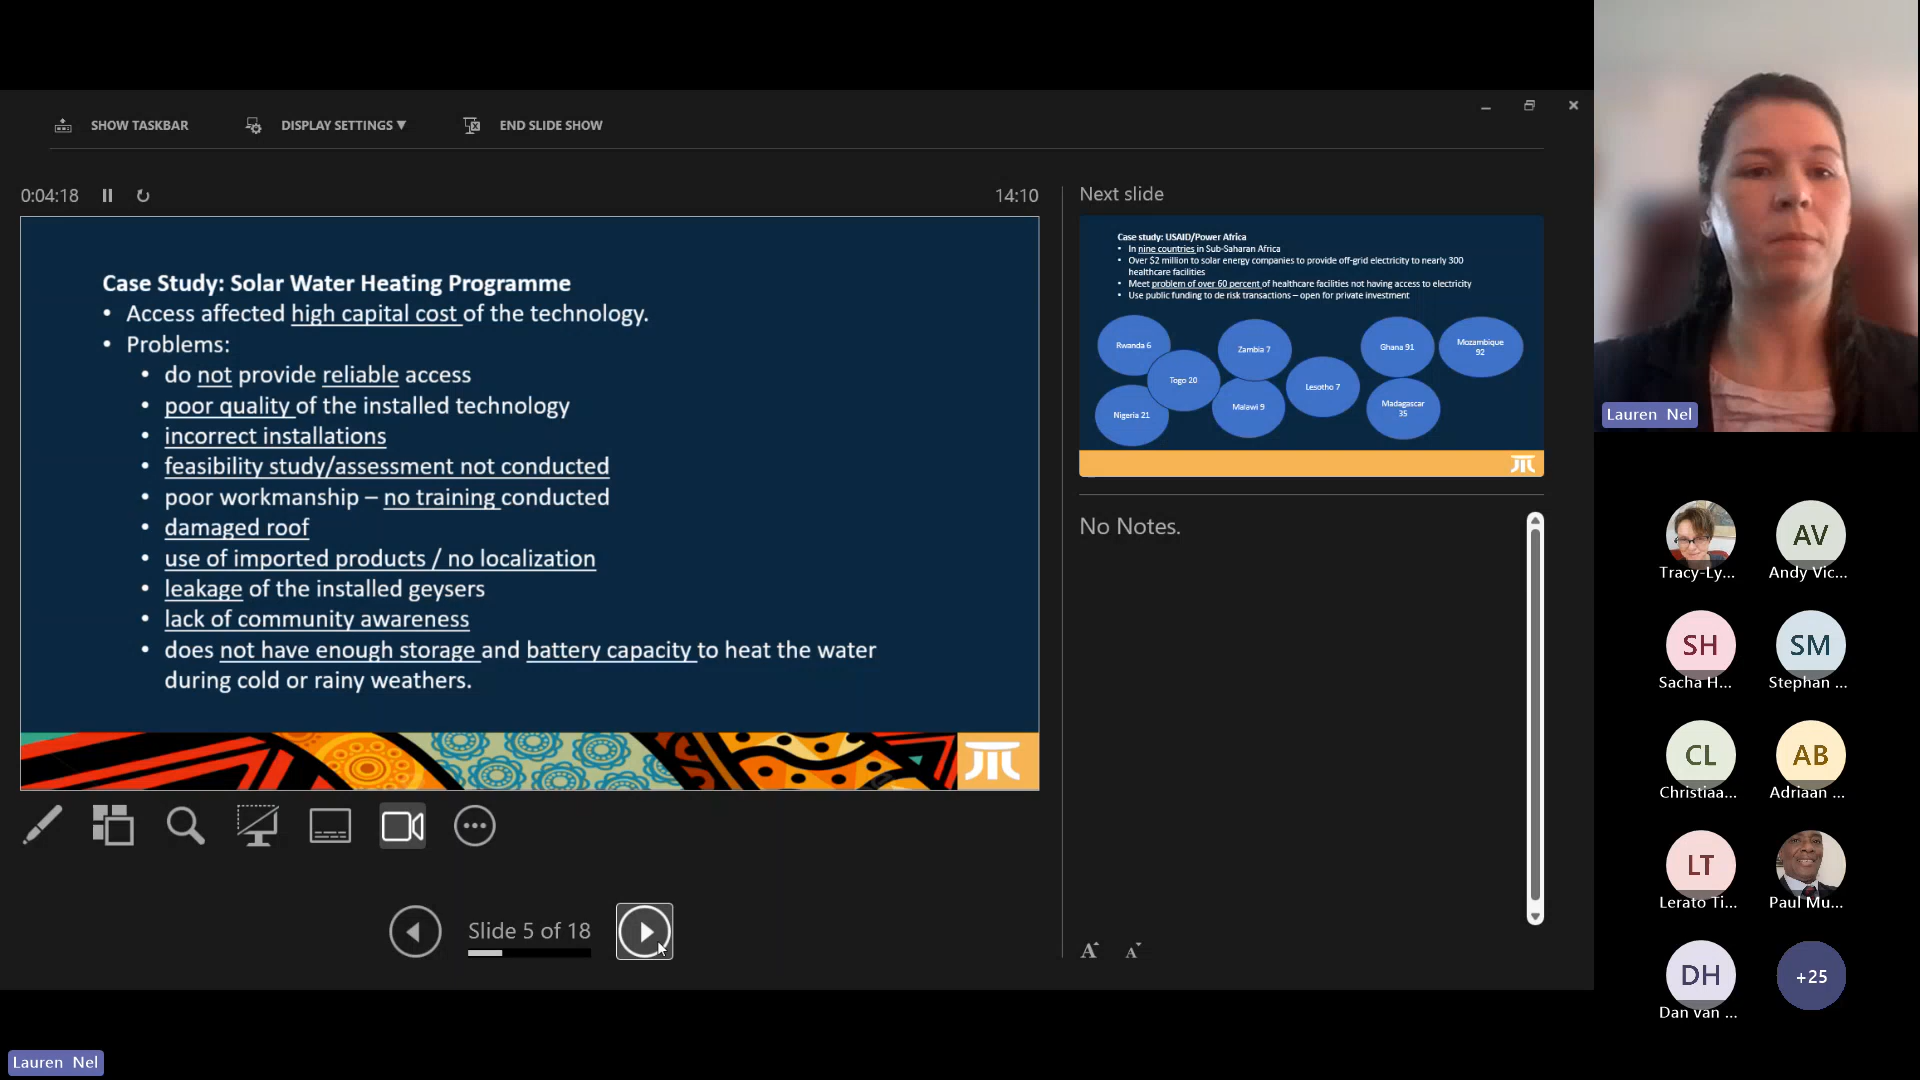 SHOW TASKBAR
DISPLAY SETTINGS ▼
END SLIDE SHOW
0:04:18
14:10
Case Study: Solar Water Heating Programme
• Access affected high capital cost of the technology.
• Problems:
• do not provide reliable access
• poor quality of the installed technology
• incorrect installations
• feasibility study/assessment not conducted
• poor workmanship – no training conducted
• damaged roof
• use of imported products / no localization
• leakage of the installed geysers
• lack of community awareness
• does not have enough storage and battery capacity to heat the water
during cold or rainy weathers.
Slide 5 of 18
Next slide
Case study: USAID/Power Africa
• In nine countries in Sub-Saharan Africa
• Over $2 million to solar energy companies to provide off-grid electricity to nearly 300
healthcare facilities
• Meet problem of over 60 percent of healthcare facilities not having access to electricity
• Use public funding to de risk transactions – open for private investment
Rwanda 6
Togo 20
Nigeria 21
Zambia 7
Malawi 9
Lesotho 7
Ghana 91
Madagascar
35
Mozambique
92
No Notes.
A A
Lauren Nel
Tracy-Ly...
AV
Andy Vic...
SH
Sacha H...
SM
Stephan ...
CL
Christiaa...
AB
Adriaan ...
LT
Lerato Ti...
Paul Mu...
DH
Dan van ...
+25
Lauren Nel